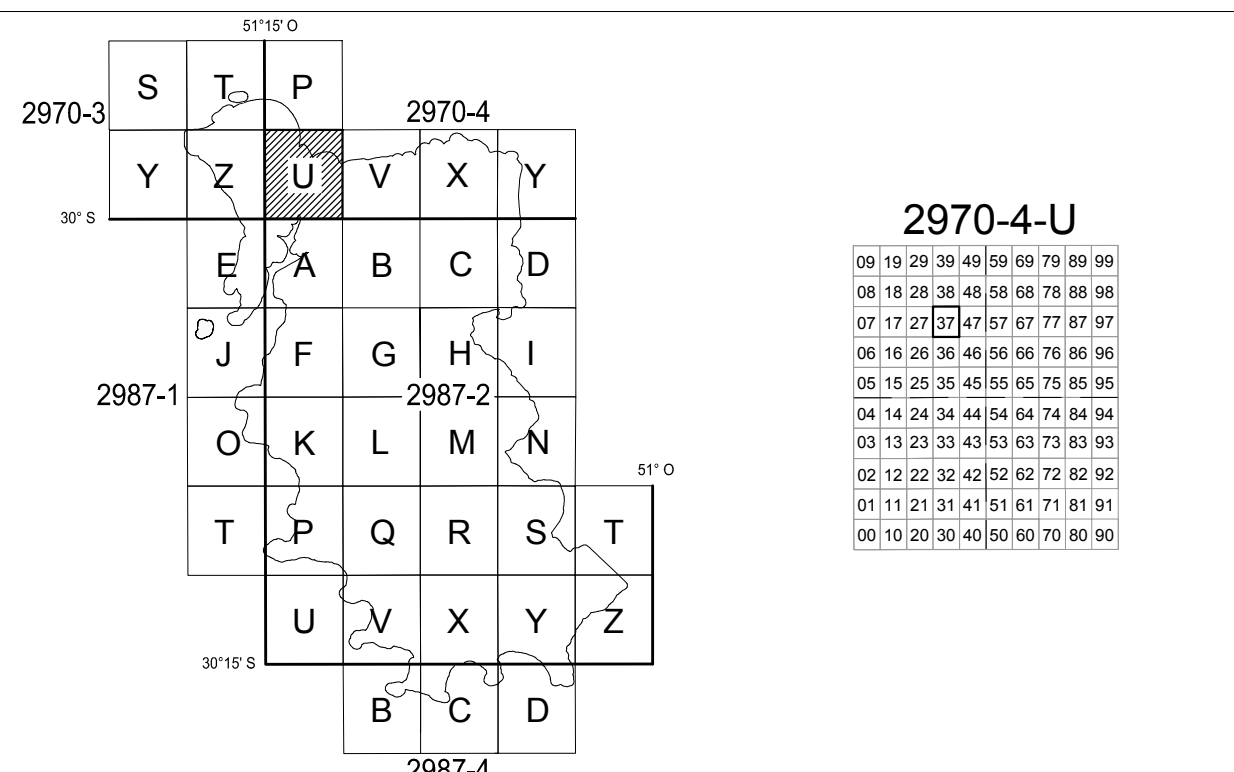 51°15' O
S T P
2970-3
2970-4
Y Z U V X Y
30° S
E A B C D
J F G H I
2987-1
2987-2
O K L M N
51° O
T P Q R S T
U V X Y Z
30°15' S
B C D
2987-4
2970-4-U
09 19 29 39 49 59 69 79 89 99
08 18 28 38 48 58 68 78 88 98
07 17 27 37 47 57 67 77 87 97
06 16 26 36 46 56 66 76 86 96
05 15 25 35 45 55 65 75 85 95
04 14 24 34 44 54 64 74 84 94
03 13 23 33 43 53 63 73 83 93
02 12 22 32 42 52 62 72 82 92
01 11 21 31 41 51 61 71 81 91
00 10 20 30 40 50 60 70 80 90